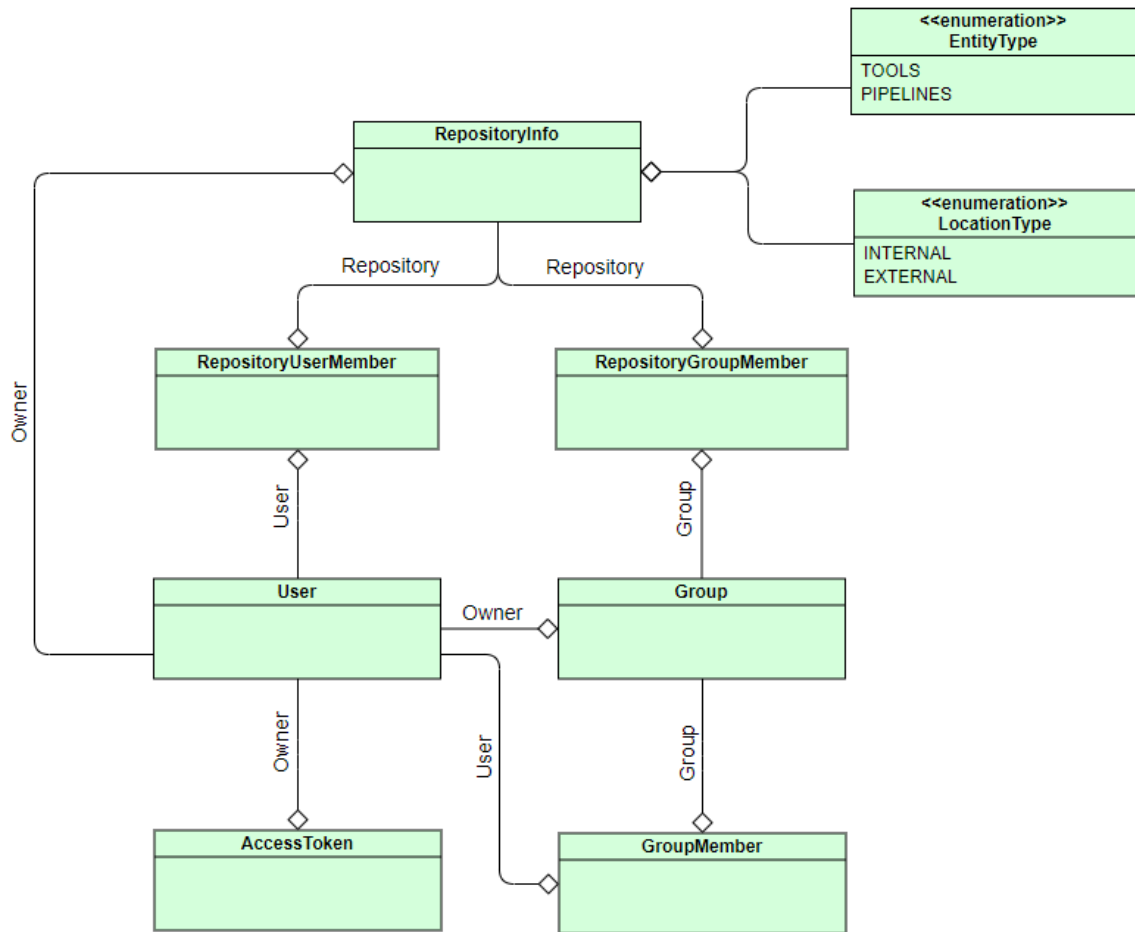 <<enumeration>>
EntityType
TOOLS
PIPELINES
RepositoryInfo
<<enumeration>>
LocationType
INTERNAL
EXTERNAL
Repository
Repository
RepositoryUserMember
RepositoryGroupMember
Owner
User
Group
User
Owner
Group
Owner
User
Group
AccessToken
GroupMember